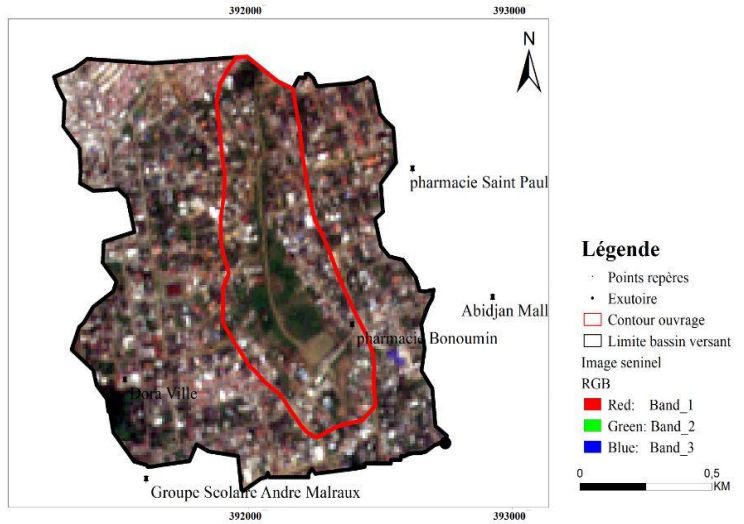 392000
393000
N
pharmacie Saint Paul
Abidjan Mall
pharmacie Bonoumin
Dora Ville
Groupe Scolaire Andre Malraux
392000
393000
Légende
Points repères
Exutoire
Contour ouvrage
Limite bassin versant
Image seninel
RGB
Red: Band_1
Green: Band_2
Blue: Band_3
0 0,5
KM